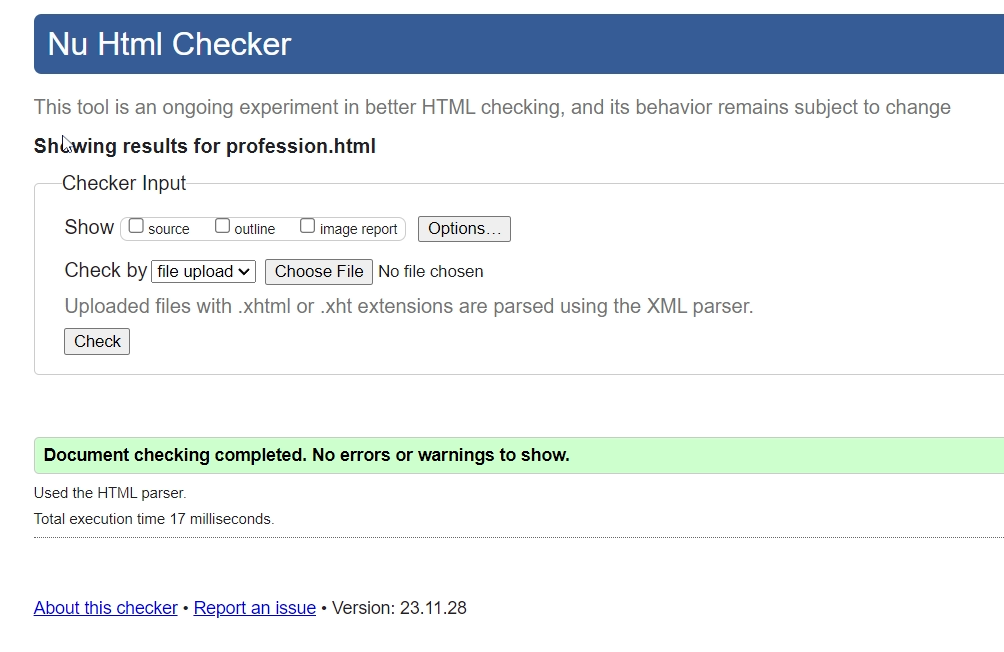 Nu Html Checker
This tool is an ongoing experiment in better HTML checking, and its behavior remains subject to change
Showing results for profession.html
Checker Input
Show source outline image report Options...
Check by file upload Choose File No file chosen
Uploaded files with .xhtml or .xht extensions are parsed using the XML parser.
Check
Document checking completed. No errors or warnings to show.
Used the HTML parser.
Total execution time 17 milliseconds.
About this checker • Report an issue • Version: 23.11.28